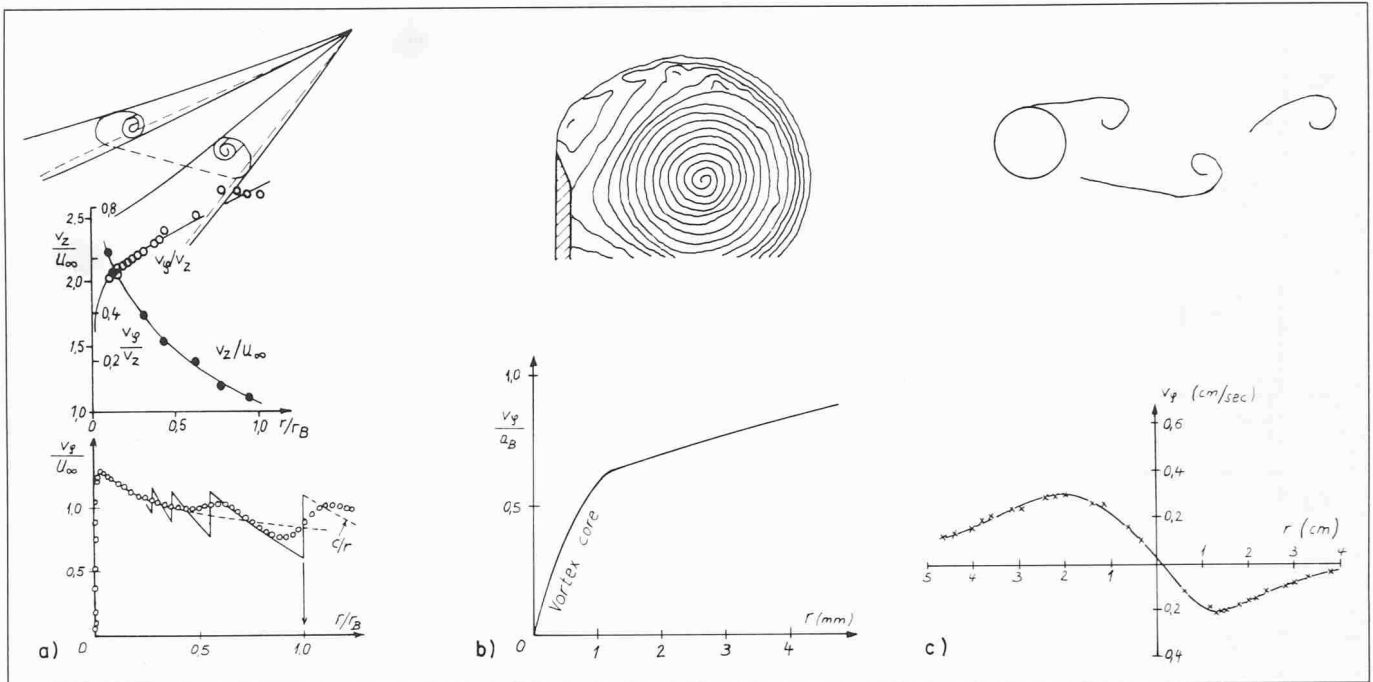 0,8
2,5
v_z
U∞
2,0
v_φ/v_z
0,4
1,5
v_φ
0,2 v_z
v_z/U∞
1,0
0
0,5
1,0
r/r_B
v_φ
U∞
1,0
c/r
0,5
r/r_B
0
0
0,5
1.0
a)
1,0
v_φ
a_B
0,5
Vortex core
r (mm)
b)
0
1
2
3
4
v_φ (cm/sec)
0,6
0,4
0,2
r (cm)
5
4
3
2
1
0
1
2
3
4
0,2
0,4
c)